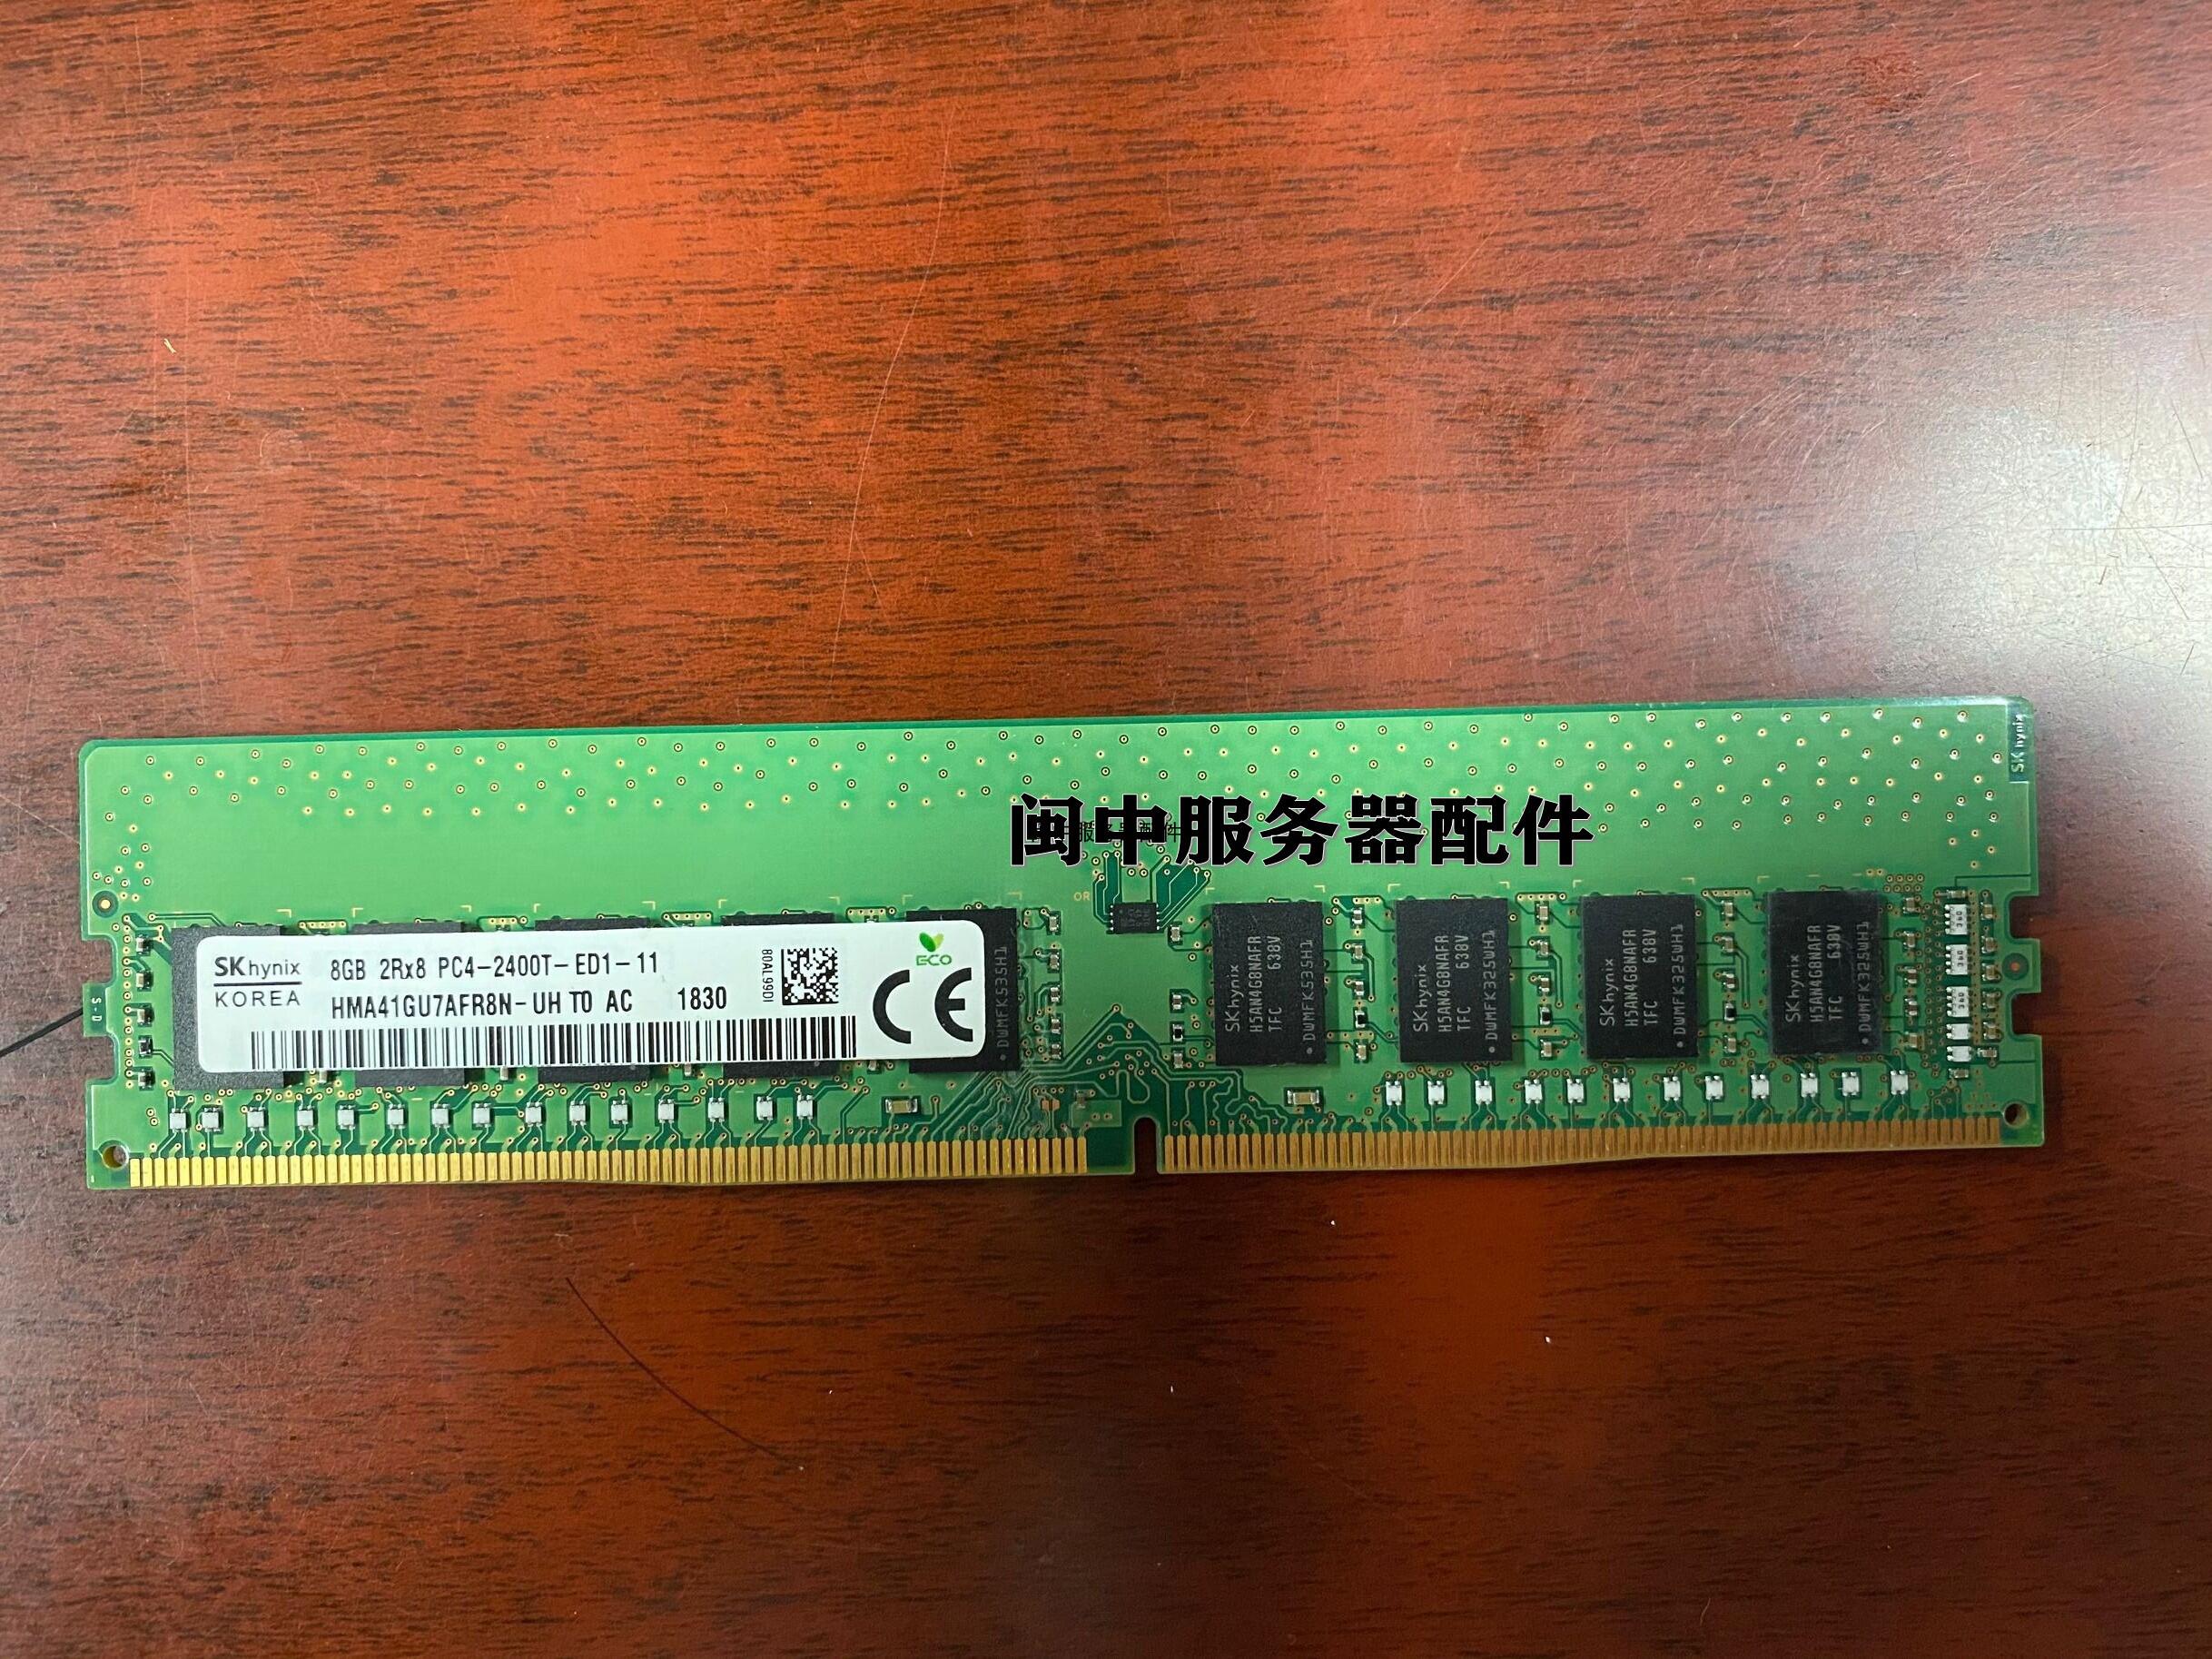 SK hynix
闽中服务器配件
SK hynix
KOREA
8GB 2Rx8 PC4-2400T-ED1-11
HMA41GU7AFR8N-UH T0 AC 1830
80AL99D1
ECO
CE
DWMFK535H1
SK hynix
H5AN4G8NAFR
TFC 638V
DWMFK535H1
SK hynix
H5AN4G8NAFR
TFC 638V
DWMFK325WH1
SK hynix
H5AN4G8NAFR
TFC 638V
DWMFK325WH1
SK hynix
H5AN4G8NAFR
TFC 638V
DWMFK325WH1
S-D